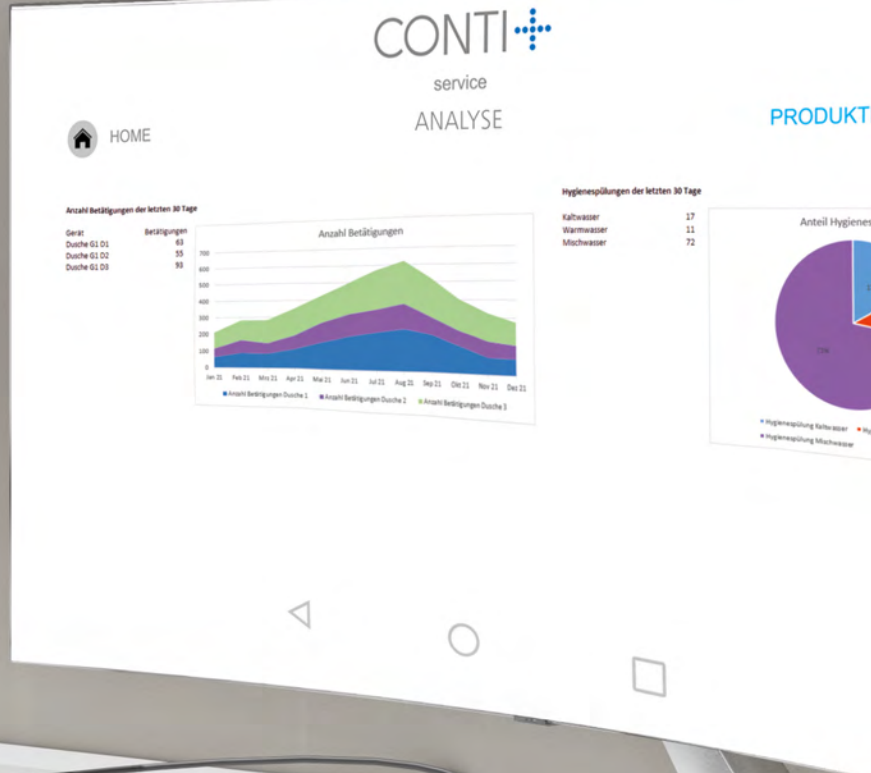 CONTI+
service
HOME
ANALYSE
PRODUKT
Anzahl Betätigungen der letzten 30 Tage
Gerät Betätigungen
Dusche G1 D1 63
Dusche G1 D2 55
Dusche G1 D3 93
Anzahl Betätigungen
700
600
500
400
300
200
100
0
Jan 21 Feb 21 Mrz 21 Apr 21 Mai 21 Jun 21 Jul 21 Aug 21 Sep 21 Okt 21 Nov 21 Dez 21
Anzahl Betätigungen Dusche 1 Anzahl Betätigungen Dusche 2 Anzahl Betätigungen Dusche 3
Hygienespülungen der letzten 30 Tage
Kaltwasser 17
Warmwasser 11
Mischwasser 72
Anteil Hygienes
72%
Hygienespülung Kaltwasser Hy
Hygienespülung Mischwasser